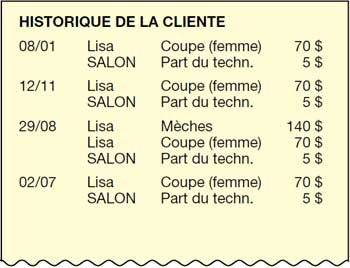 HISTORIQUE DE LA CLIENTE
08/01 Lisa Coupe (femme) 70 $
SALON Part du techn. 5 $
12/11 Lisa Coupe (femme) 70 $
SALON Part du techn. 5 $
29/08 Lisa Mèches 140 $
Lisa Coupe (femme) 70 $
SALON Part du techn. 5 $
02/07 Lisa Coupe (femme) 70 $
SALON Part du techn. 5 $